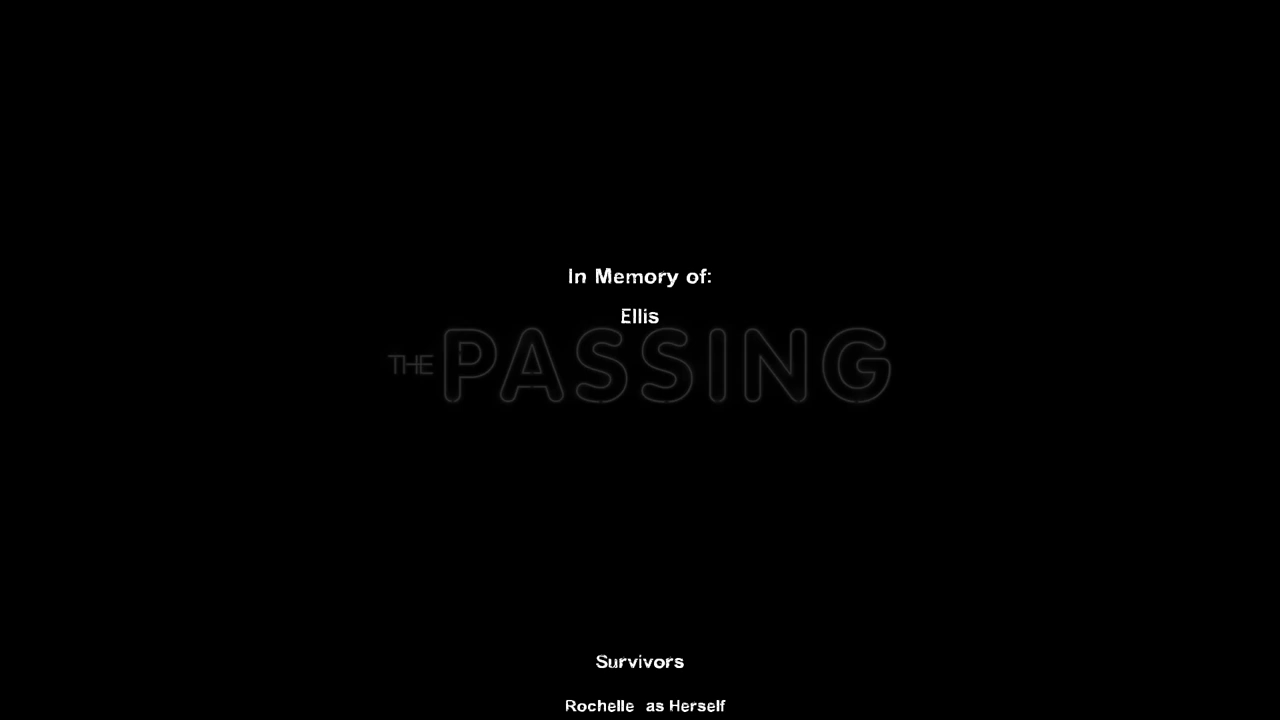 In Memory of:
Ellis
THE PASSING
Survivors
Rochelle as Herself